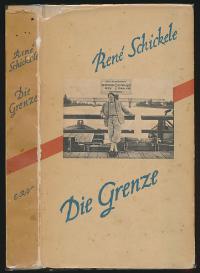 René
Schickele
Die
Grenze
E·R·V
René Schickele
Die Grenze